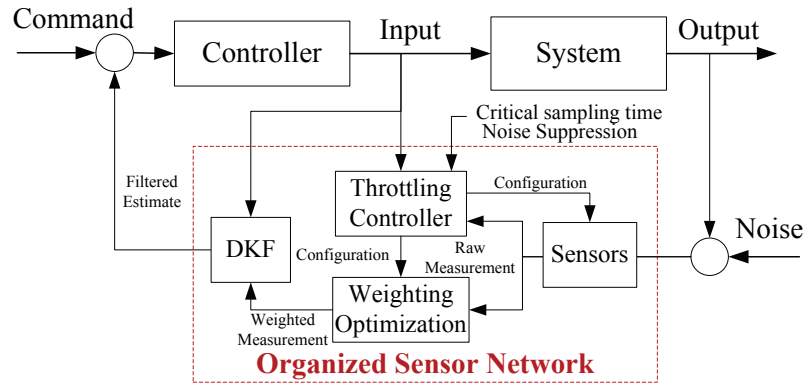 Command
Controller
Input
System
Output
Critical sampling time
Noise Suppression
Filtered
Estimate
Throttling
Controller
Configuration
Noise
DKF
Configuration
Raw
Measurement
Sensors
Weighting
Optimization
Weighted
Measurement
Organized Sensor Network